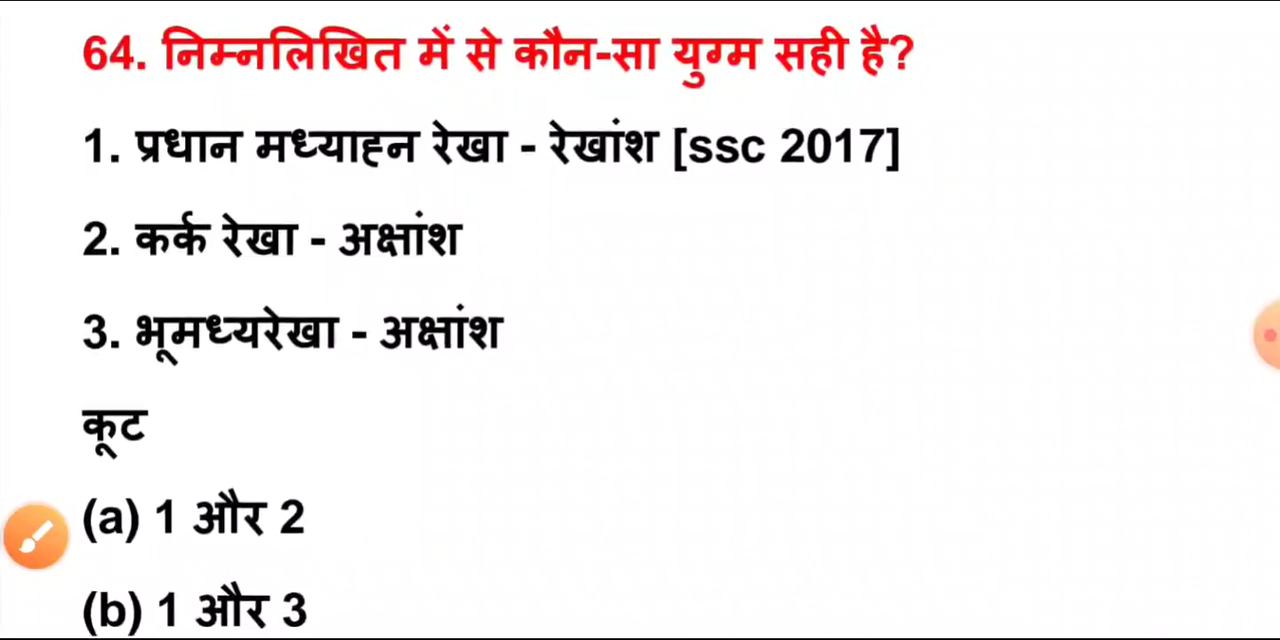 64. निम्नलिखित में से कौन-सा युग्म सही है?
1. प्रधान मध्याह्न रेखा - रेखांश [ssc 2017]
2. कर्क रेखा - अक्षांश
3. भूमध्यरेखा - अक्षांश
कूट
(a) 1 और 2
(b) 1 और 3